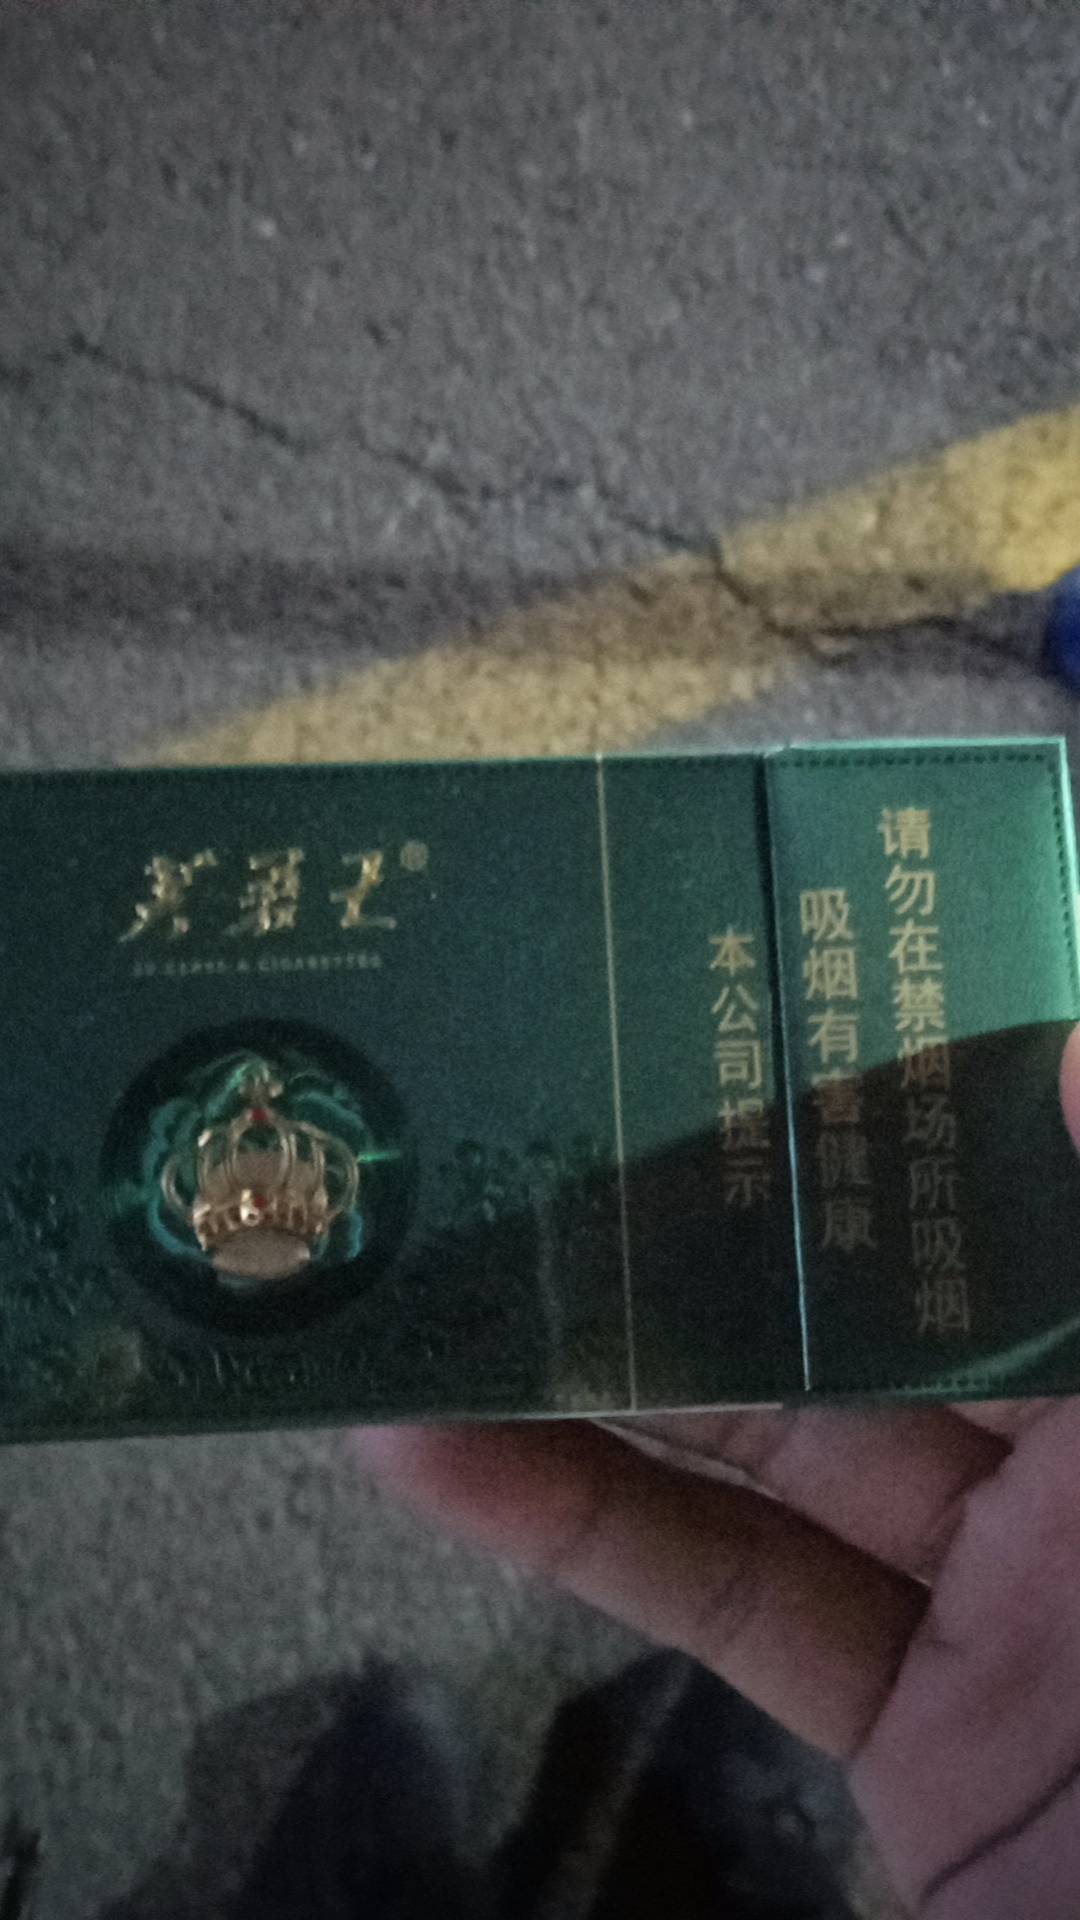 芙蓉王®
本公司提示
吸烟有害健康
请勿在禁烟场所吸烟